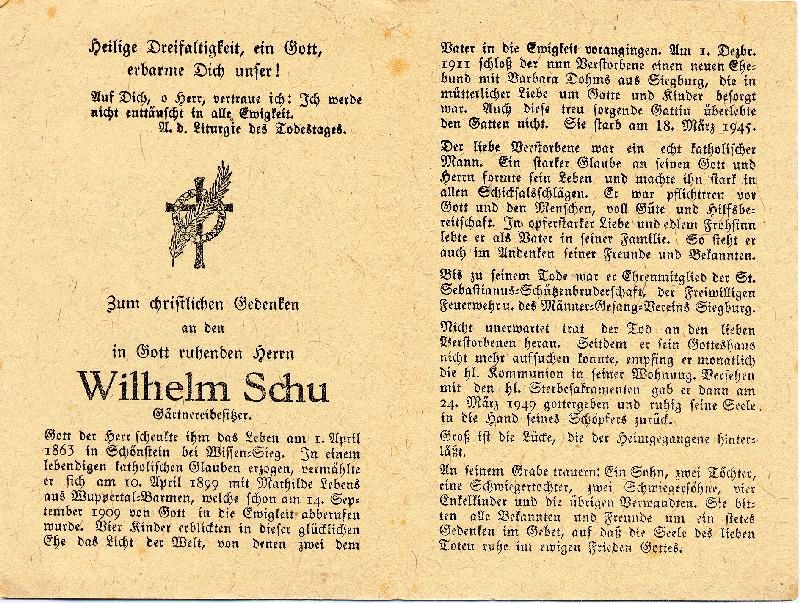 Heilige Dreifaltigkeit, ein Gott,
erbarme Dich unser!
Auf Dich, o Herr, vertraue ich: Ich werde
nicht enttäuscht in alle Ewigkeit.
A. d. Liturgie des Todestages.
Zum christlichen Gedenken
an den
in Gott ruhenden Herrn
Wilhelm Schu
Gärtnereibesitzer.
Gott der Herr schenkte ihm das Leben am 1. April
1863 in Schönstein bei Wissen-Sieg. In einem
lebendigen katholischen Glauben erzogen, vermählte
er sich am 10. April 1899 mit Mathilde Lebens
aus Wuppertal-Barmen, welche schon am 14. Sep-
tember 1909 von Gott in die Ewigkeit abberufen
wurde. Vier Kinder erblickten in dieser glücklichen
Ehe das Licht der Welt, von denen zwei dem
Vater in die Ewigkeit vorangingen. Am 1. Dezbr.
1911 schloß der nun Verstorbene einen neuen Ehe-
bund mit Barbara Dohms aus Siegburg, die in
mütterlicher Liebe um Gatte und Kinder besorgt
war. Auch diese treu sorgende Gattin überlebte
den Gatten nicht. Sie starb am 18. März 1945.
Der liebe Verstorbene war ein echt katholischer
Mann. Ein starker Glaube an seinen Gott und
Herrn formte sein Leben und machte ihn stark in
allen Schicksalsschlägen. Er war pflichttreu vor
Gott und den Menschen, voll Güte und Hilfsbe-
reitschaft. In opferstarker Liebe und edlem Frohsinn
lebte er als Vater in seiner Familie. So steht er
auch im Andenken seiner Freunde und Bekannten.
Bis zu seinem Tode war er Ehrenmitglied der St.
Sebastianus-Schützenbruderschaft, der Freiwilligen
Feuerwehr u. des Männer-Gesang-Vereins Siegburg.
Nicht unerwartet trat der Tod an den lieben
Verstorbenen heran. Seitdem er sein Gotteshaus
nicht mehr aufsuchen konnte, empfing er monatlich
die hl. Kommunion in seiner Wohnung. Versehen
mit den hl. Sterbesakramenten gab er dann am
24. März 1949 gottergeben und ruhig seine Seele
in die Hand seines Schöpfers zurück.
Groß ist die Lücke, die der Heimgegangene hinter-
läßt.
An seinem Grabe trauern: Ein Sohn, zwei Töchter,
eine Schwiegertochter, zwei Schwiegersöhne, vier
Enkelkinder und die übrigen Verwandten. Sie bit-
ten alle Bekannten und Freunde um ein stetes
Gedenken im Gebet, auf daß die Seele des lieben
Toten ruhe im ewigen Frieden Gottes.